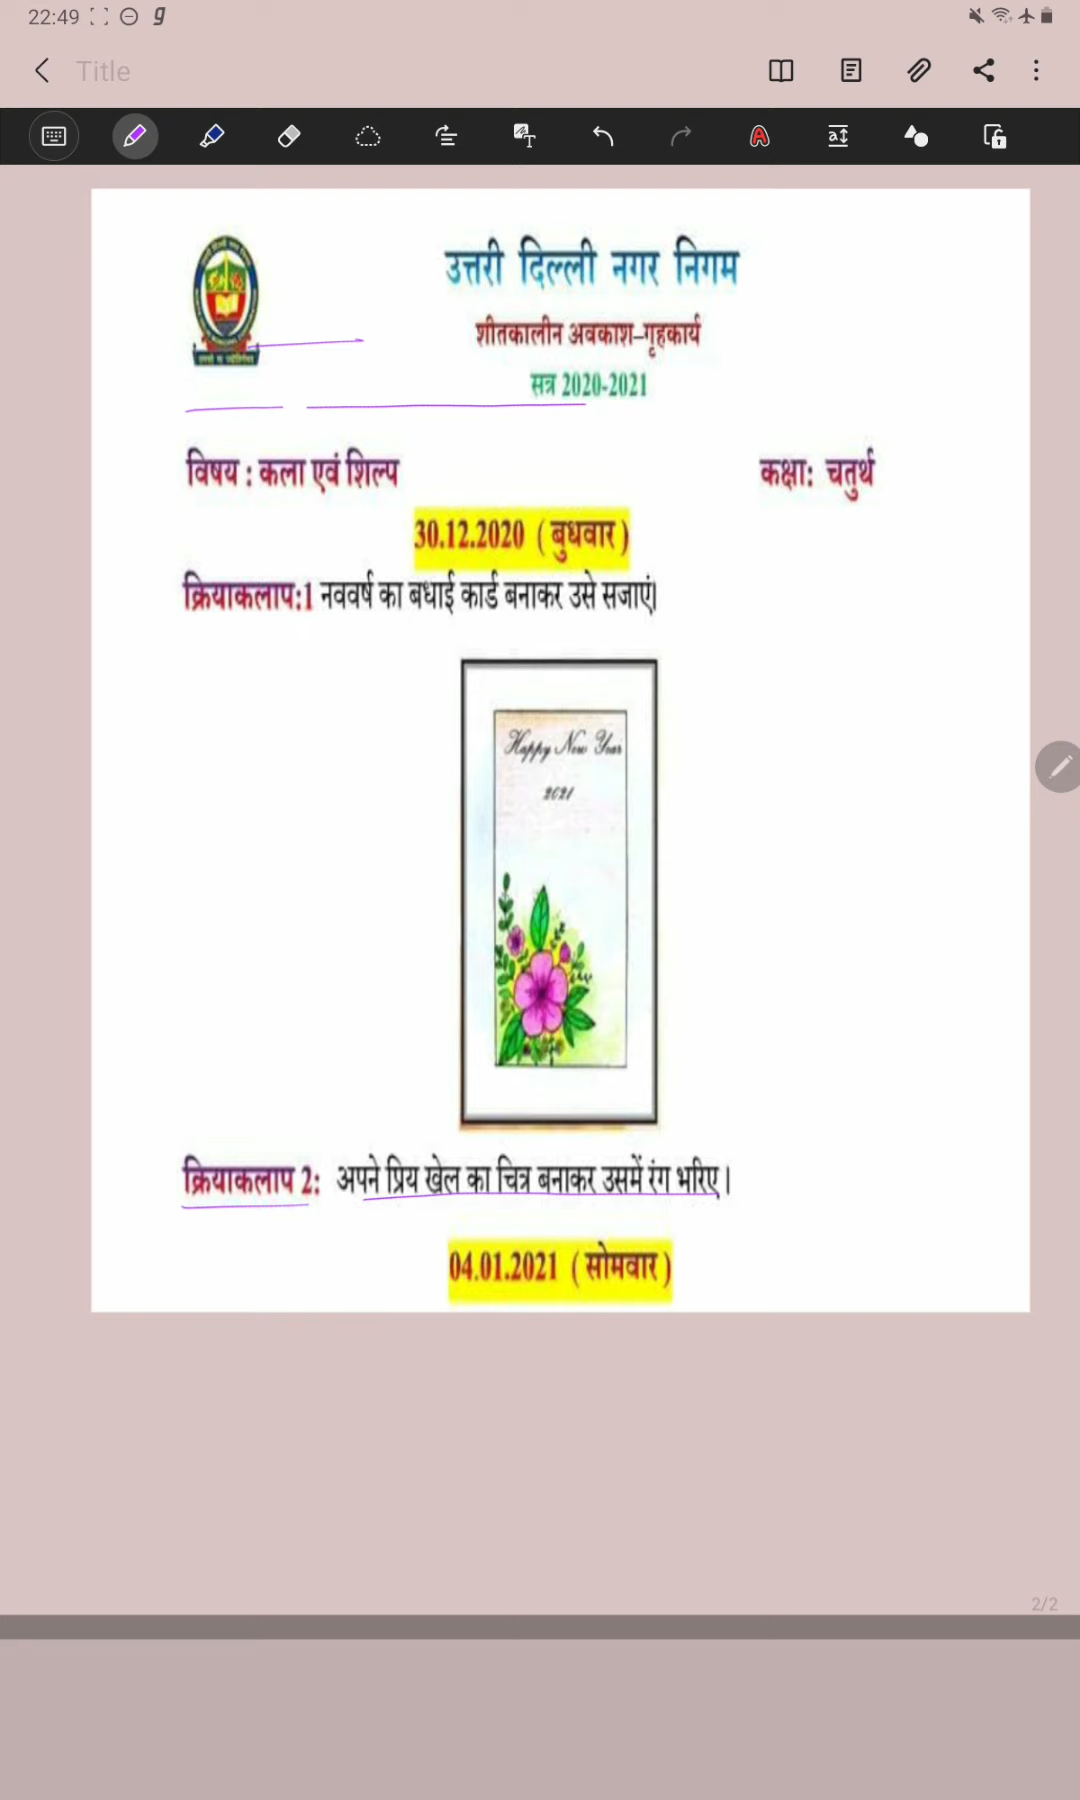 22:49
Title
उत्तरी दिल्ली नगर निगम
शीतकालीन अवकाश-गृहकार्य
सत्र 2020-2021
विषय : कला एवं शिल्प
कक्षा: चतुर्थ
30.12.2020 ( बुधवार )
क्रियाकलाप:1 नववर्ष का बधाई कार्ड बनाकर उसे सजाएं।
Happy New Year
2021
क्रियाकलाप 2: अपने प्रिय खेल का चित्र बनाकर उसमें रंग भरिए।
04.01.2021 ( सोमवार )
2/2